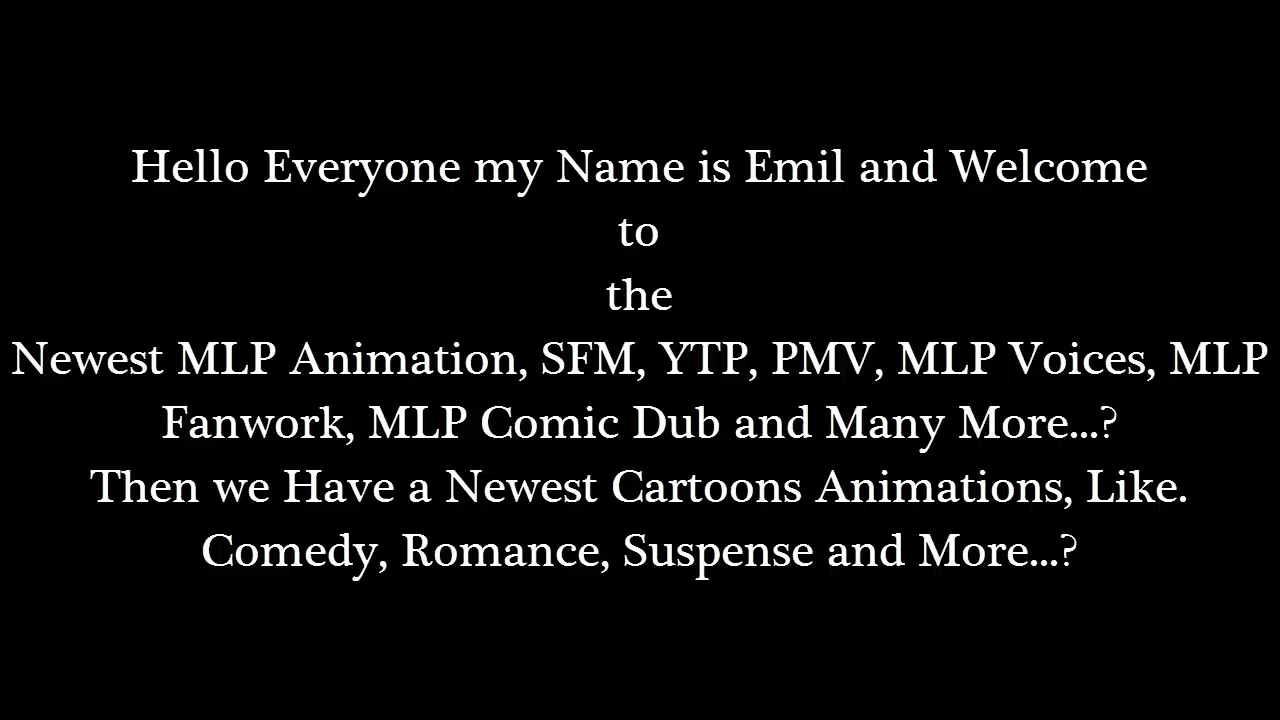 Hello Everyone my Name is Emil and Welcome
to
the
Newest MLP Animation, SFM, YTP, PMV, MLP Voices, MLP
Fanwork, MLP Comic Dub and Many More...?
Then we Have a Newest Cartoons Animations, Like.
Comedy, Romance, Suspense and More...?